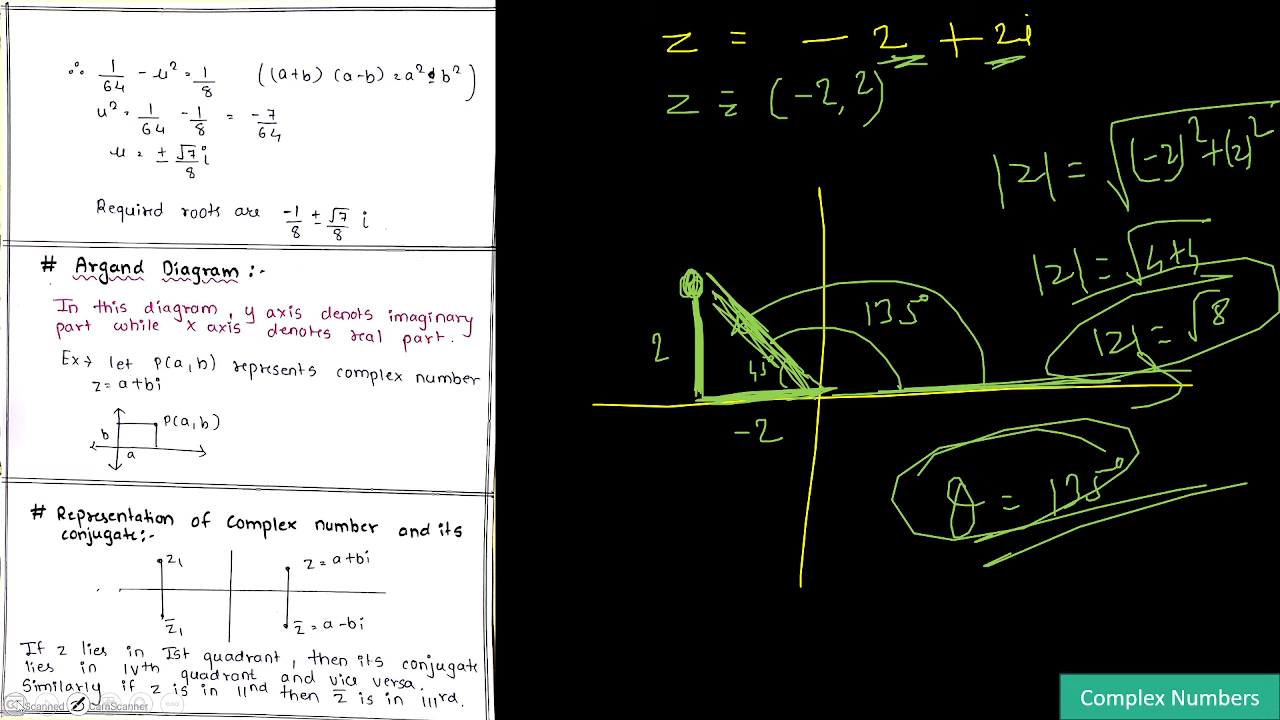 ∴ 1/64 - u² = 1/8 ((a+b) (a-b) = a² - b²)
u² = 1/64 - 1/8 = -7/64
u = ± √7/8 i
Required roots are -1/8 ± √7/8 i
# Argand Diagram :-
In this diagram, y axis denots imaginary
part while x axis denotes real part.
Ex → let P(a, b) represents complex number
z = a + bi
P(a, b)
b
a
# Representation of complex number and its
conjugate :-
z₁
z = a + bi
z̄₁
z̄ = a - bi
If z lies in Ist quadrant, then its conjugate
lies in IVth quadrant and vice versa.
Similarly if z is in IInd then z̄ is in IIIrd.
Scanned CamScanner
z = - 2 + 2i
z = (-2, 2)
|z| = √(-2)² + (2)²
|z| = √4+4
|z| = √8
135°
2
45°
-2
θ = 135°
Complex Numbers